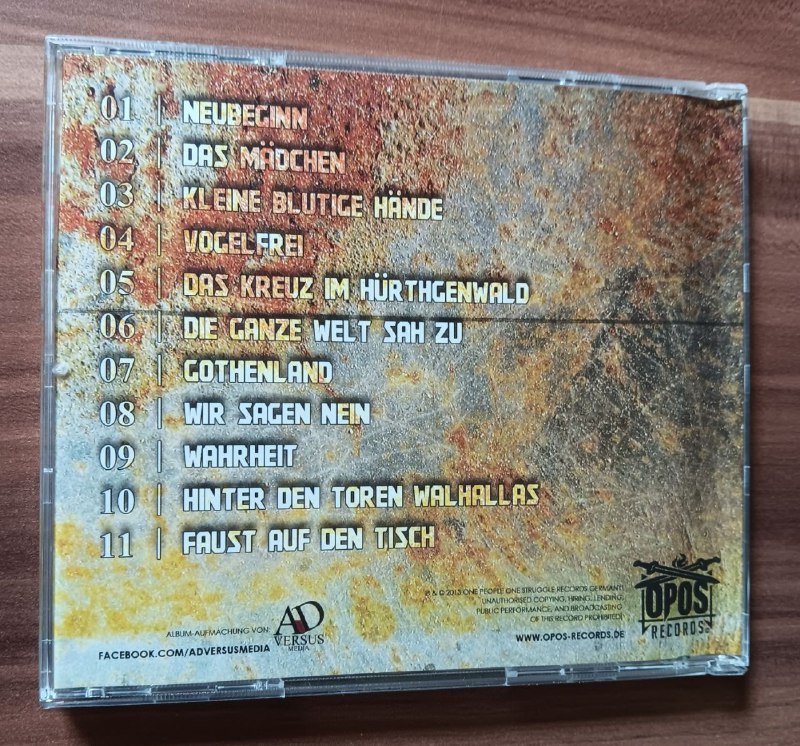 01 | NEUBEGINN
02 | DAS MÄDCHEN
03 | KLEINE BLUTIGE HÄNDE
04 | VOGELFREI
05 | DAS KREUZ IM HÜRTHGENWALD
06 | DIE GANZE WELT SAH ZU
07 | GOTHENLAND
08 | WIR SAGEN NEIN
09 | WAHRHEIT
10 | HINTER DEN TOREN WALHALLAS
11 | FAUST AUF DEN TISCH
ALBUM-AUFMACHUNG VON:
AD
VERSUS
MEDIA
FACEBOOK.COM/ADVERSUSMEDIA
℗ & © 2013 ONE PEOPLE ONE STRUGGLE RECORDS GERMANY!
UNAUTHORISED COPYING, HIRING, LENDING,
PUBLIC PERFORMANCE, AND BROADCASTING
OF THIS RECORD PROHIBITED!
WWW.OPOS-RECORDS.DE
OPOS
RECORDS